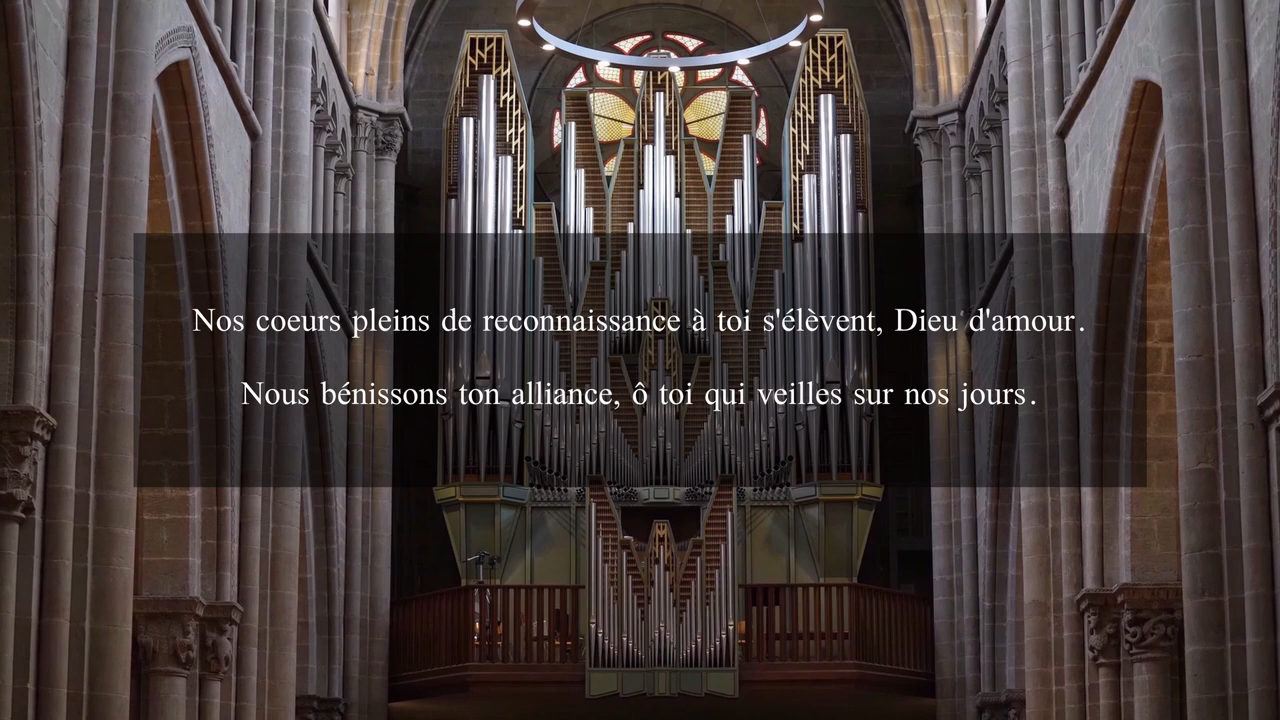 Nos coeurs pleins de reconnaissance à toi s'élèvent, Dieu d'amour.
Nous bénissons ton alliance, ô toi qui veilles sur nos jours.